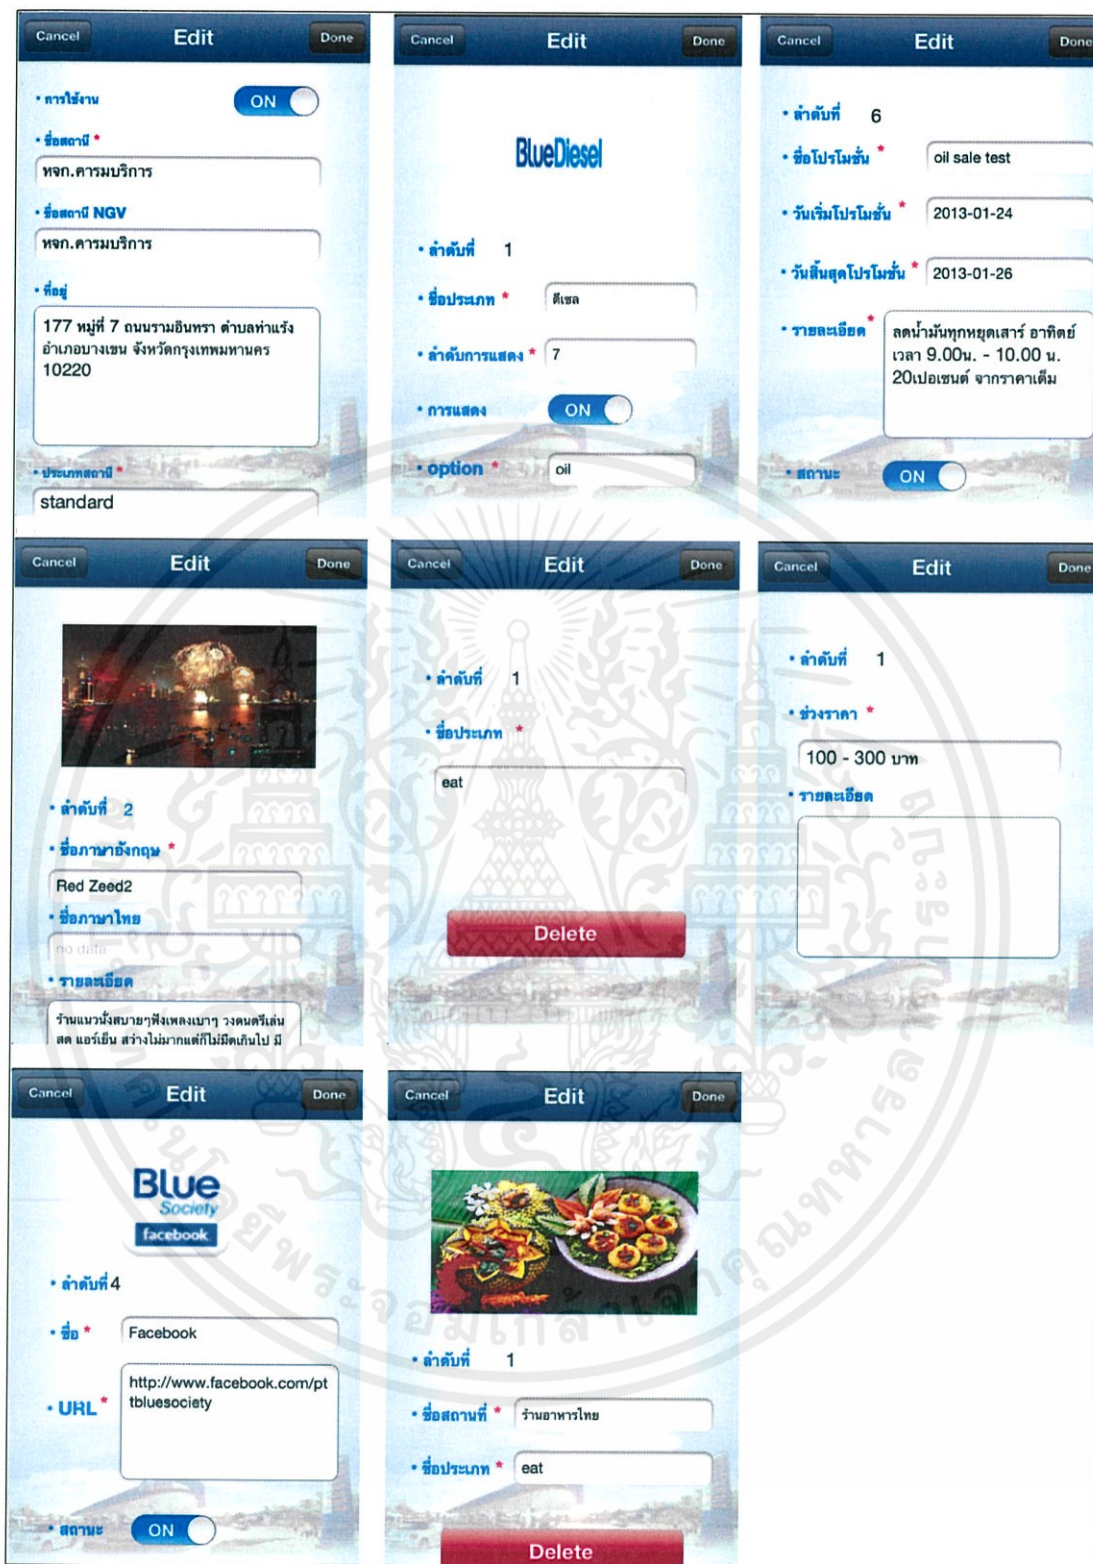 Cancel
Edit
Done
• การใช้งาน
ON
• ชื่อสถานี *
หจก.คารมบริการ
• ชื่อสถานี NGV
หจก.คารมบริการ
• ที่อยู่
177 หมู่ที่ 7 ถนนรามอินทรา ตำบลท่าแร้ง
อำเภอบางเขน จังหวัดกรุงเทพมหานคร
10220
• ประเภทสถานี *
standard
Cancel
Edit
Done
BlueDiesel
• ลำดับที่ 1
• ชื่อประเภท * ดีเซล
• ลำดับการแสดง * 7
• การแสดง ON
• option * oil
Cancel
Edit
Done
• ลำดับที่ 6
• ชื่อโปรโมชั่น * oil sale test
• วันเริ่มโปรโมชั่น * 2013-01-24
• วันสิ้นสุดโปรโมชั่น * 2013-01-26
• รายละเอียด * ลดน้ำมันทุกหยุดเสาร์ อาทิตย์
เวลา 9.00น. - 10.00 น.
20เปอเซนต์ จากราคาเต็ม
• สถานะ ON
Cancel
Edit
Done
• ลำดับที่ 2
• ชื่อภาษาอังกฤษ *
Red Zeed2
• ชื่อภาษาไทย
no data
• รายละเอียด
ร้านแนวนั่งสบายๆฟังเพลงเบาๆ วงดนตรีเล่น
สด แอร์เย็น สว่างไม่มากแต่ก็ไม่มืดเกินไป มี
Cancel
Edit
Done
• ลำดับที่ 1
• ชื่อประเภท *
eat
Delete
Cancel
Edit
Done
• ลำดับที่ 1
• ช่วงราคา *
100 - 300 บาท
• รายละเอียด
Cancel
Edit
Done
Blue
Society
facebook
• ลำดับที่ 4
• ชื่อ * Facebook
• URL * http://www.facebook.com/pt
tbluesociety
• สถานะ ON
Cancel
Edit
Done
• ลำดับที่ 1
• ชื่อสถานที่ * ร้านอาหารไทย
• ชื่อประเภท * eat
Delete